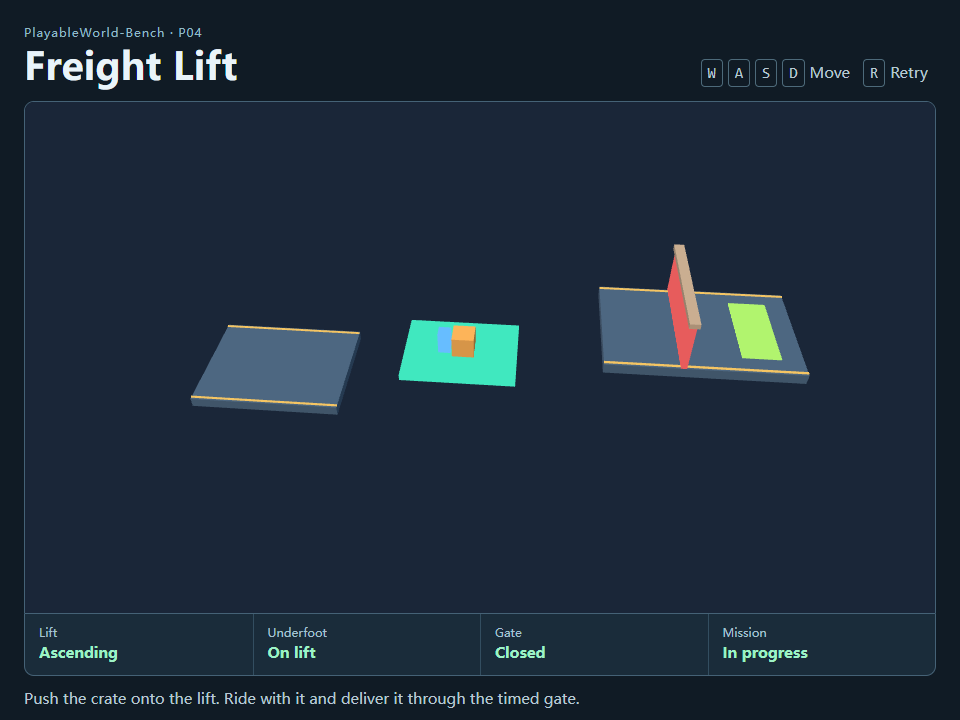 PlayableWorld-Bench · P04
Freight Lift
W A S D Move R Retry
Lift
Ascending
Underfoot
On lift
Gate
Closed
Mission
In progress
Push the crate onto the lift. Ride with it and deliver it through the timed gate.